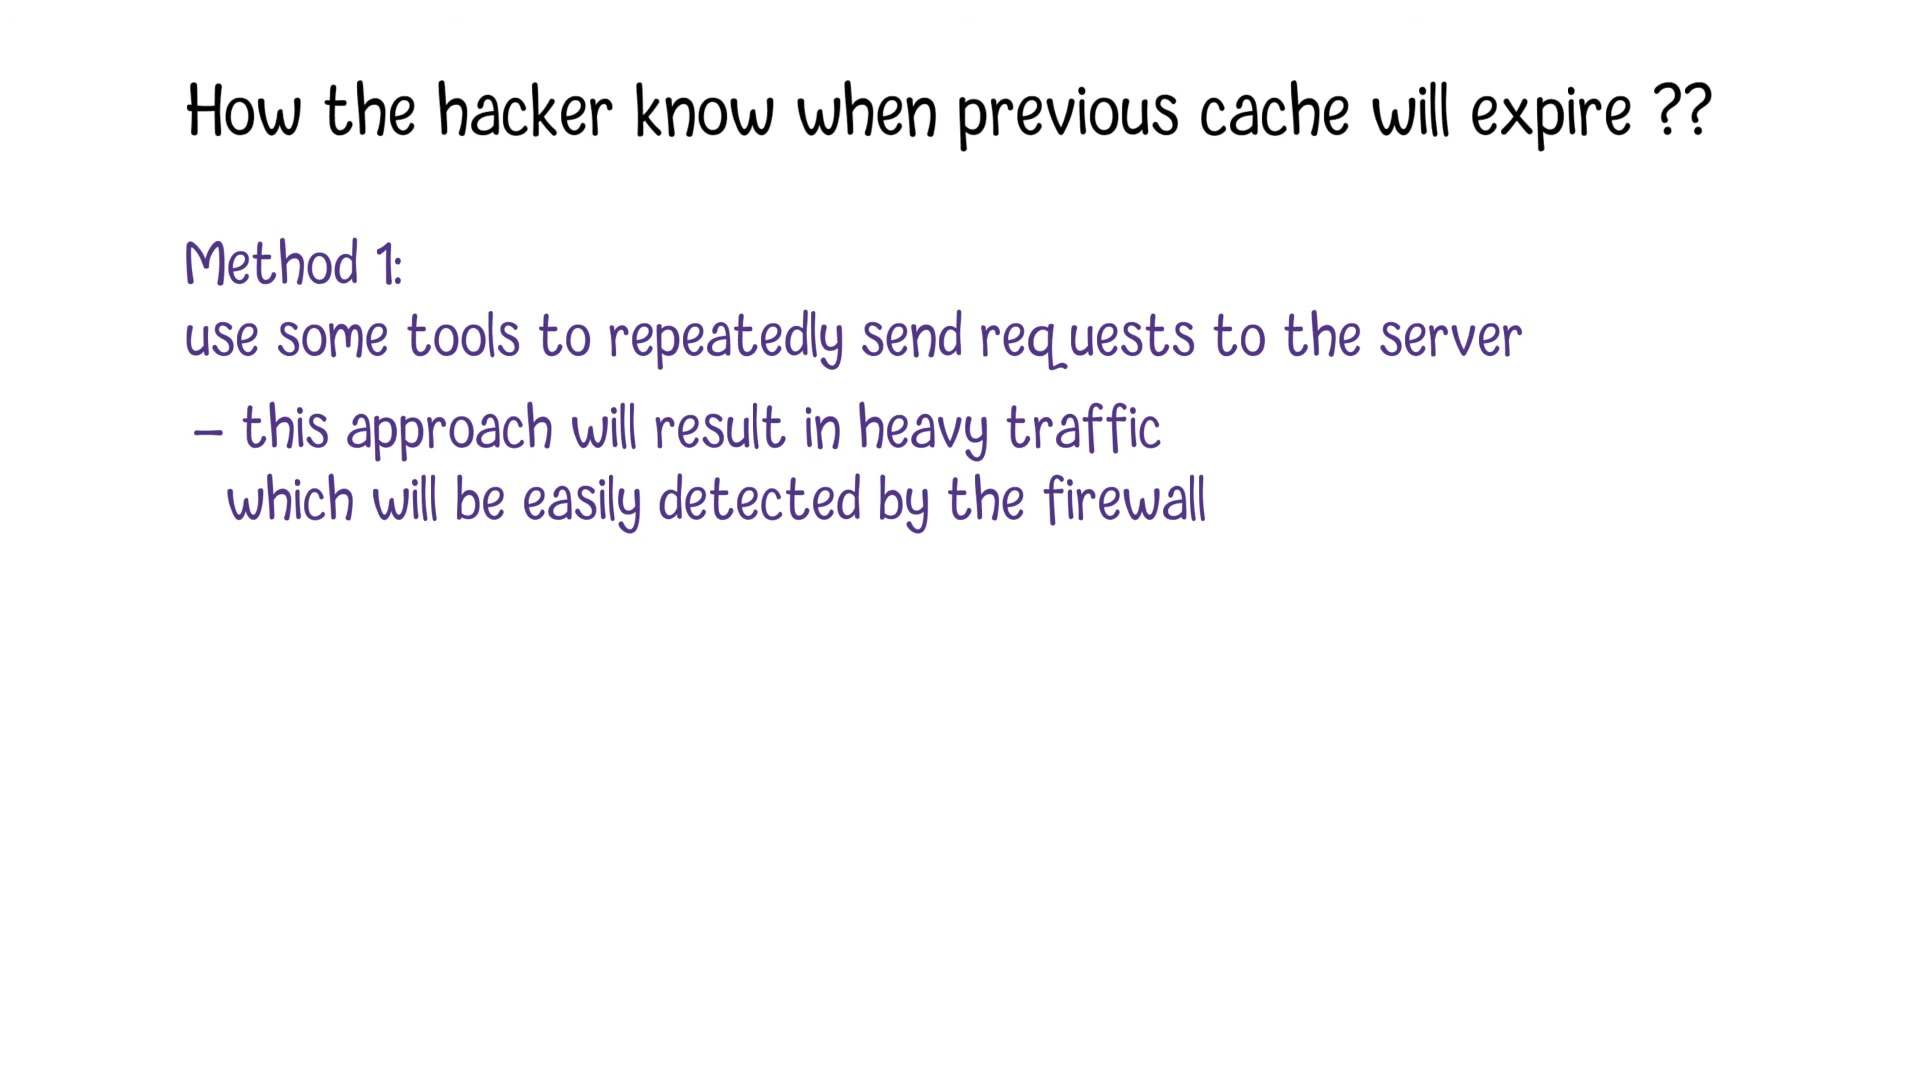 How the hacker know when previous cache will expire ??
Method 1:
use some tools to repeatedly send requests to the server
– this approach will result in heavy traffic
which will be easily detected by the firewall